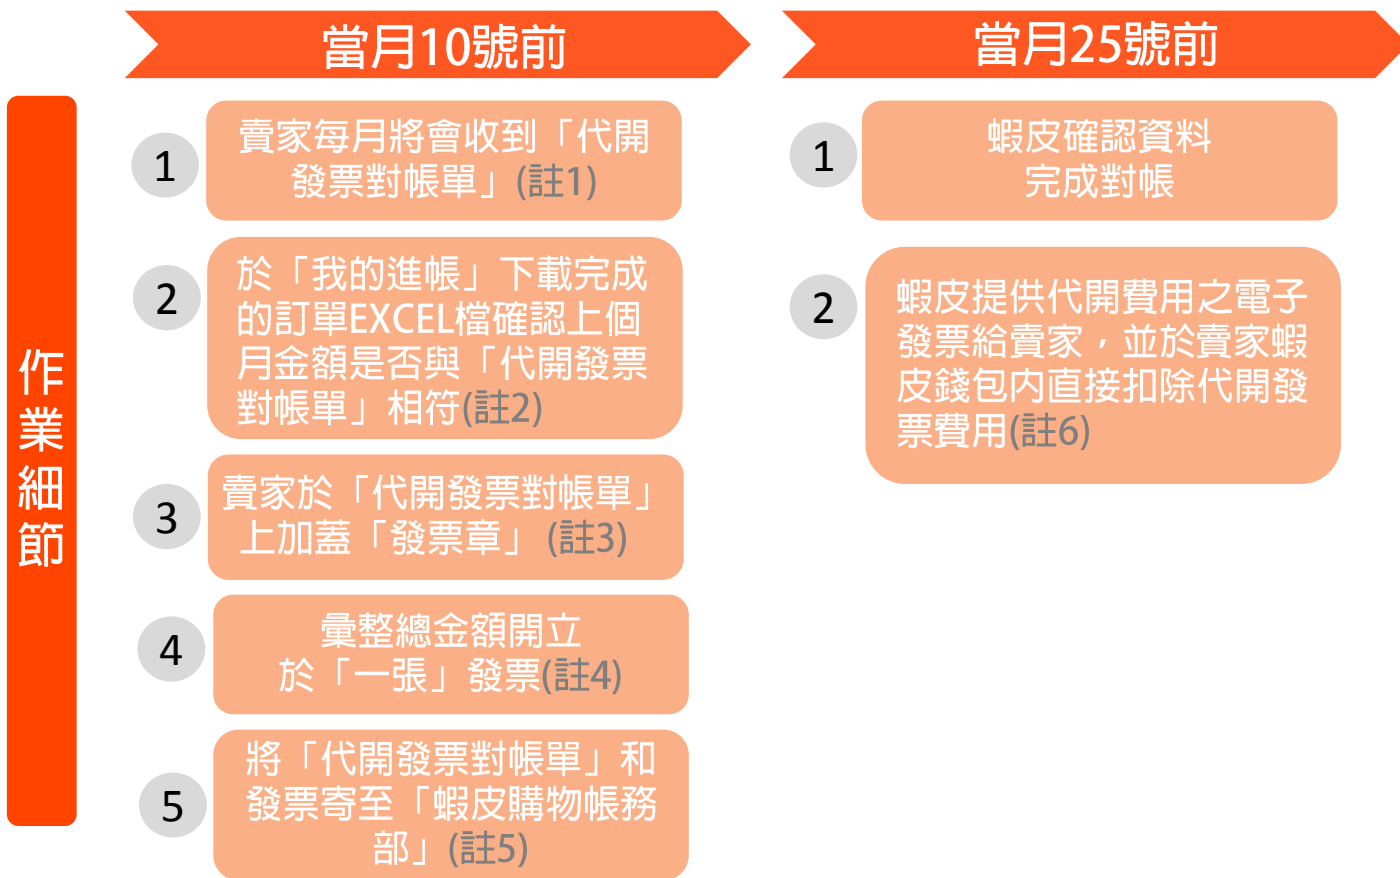 當月10號前
當月25號前
作業細節
1
賣家每月將會收到「代開
發票對帳單」(註1)
2
於「我的進帳」下載完成
的訂單EXCEL檔確認上個
月金額是否與「代開發票
對帳單」相符(註2)
3
賣家於「代開發票對帳單」
上加蓋「發票章」 (註3)
4
彙整總金額開立
於「一張」發票(註4)
5
將「代開發票對帳單」和
發票寄至「蝦皮購物帳務
部」(註5)
1
蝦皮確認資料
完成對帳
2
蝦皮提供代開費用之電子
發票給賣家，並於賣家蝦
皮錢包內直接扣除代開發
票費用(註6)